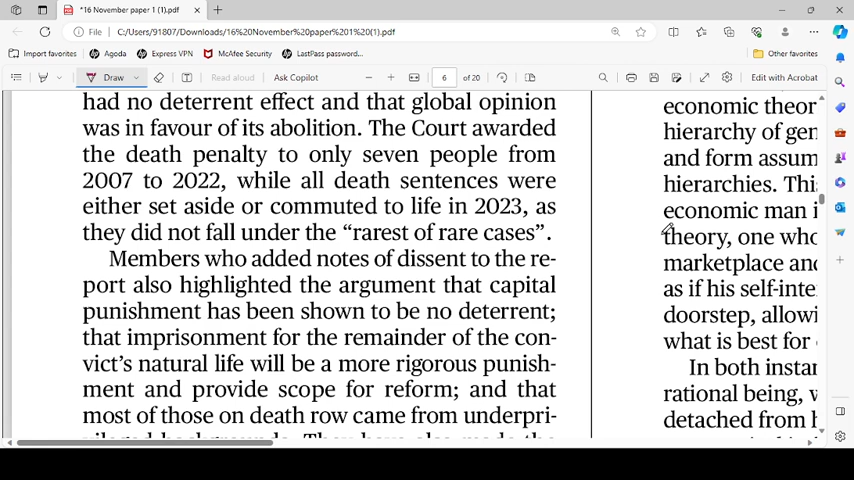 *16 November paper 1 (1).pdf
File
C:/Users/91807/Downloads/16%20November%20paper%201%20(1).pdf
Import favorites
Agoda
Express VPN
McAfee Security
LastPass password...
Other favorites
Draw
Read aloud
Ask Copilot
6
of 20
Edit with Acrobat
had no deterrent effect and that global opinion
was in favour of its abolition. The Court awarded
the death penalty to only seven people from
2007 to 2022, while all death sentences were
either set aside or commuted to life in 2023, as
they did not fall under the “rarest of rare cases”.
Members who added notes of dissent to the re-
port also highlighted the argument that capital
punishment has been shown to be no deterrent;
that imprisonment for the remainder of the con-
vict’s natural life will be a more rigorous punish-
ment and provide scope for reform; and that
most of those on death row came from underpri-
economic theor
hierarchy of gen
and form assum
hierarchies. This
economic man i
theory, one who
marketplace and
as if his self-inte
doorstep, allowi
what is best for
In both instan
rational being, w
detached from h